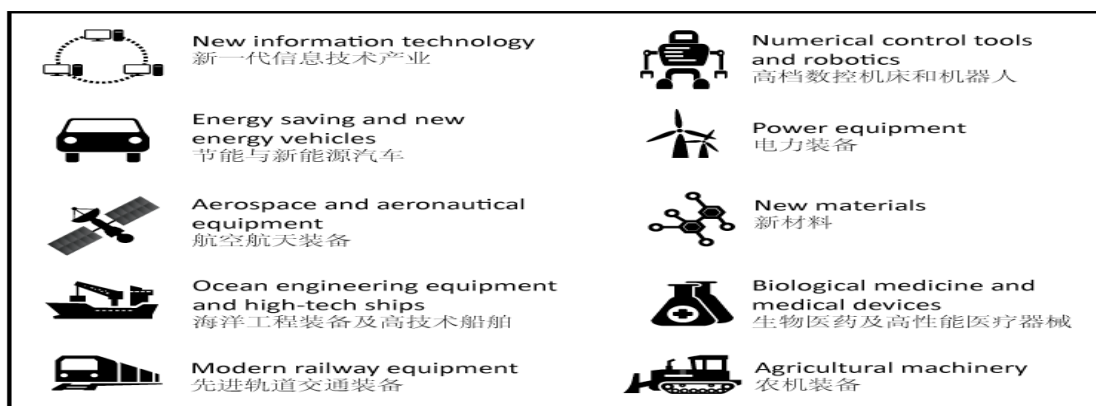 New information technology
新一代信息技术产业
Energy saving and new
energy vehicles
节能与新能源汽车
Aerospace and aeronautical
equipment
航空航天装备
Ocean engineering equipment
and high-tech ships
海洋工程装备及高技术船舶
Modern railway equipment
先进轨道交通装备
Numerical control tools
and robotics
高档数控机床和机器人
Power equipment
电力装备
New materials
新材料
Biological medicine and
medical devices
生物医药及高性能医疗器械
Agricultural machinery
农机装备